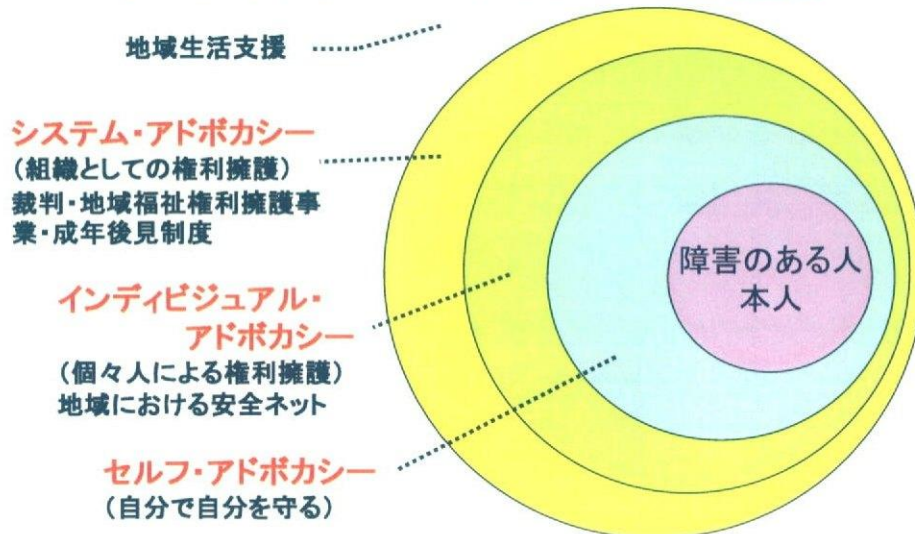 地域生活支援
システム・アドボカシー
(組織としての権利擁護)
裁判・地域福祉権利擁護事
業・成年後見制度
インディビジュアル・
アドボカシー
(個々人による権利擁護)
地域における安全ネット
セルフ・アドボカシー
(自分で自分を守る)
障害のある人
本人